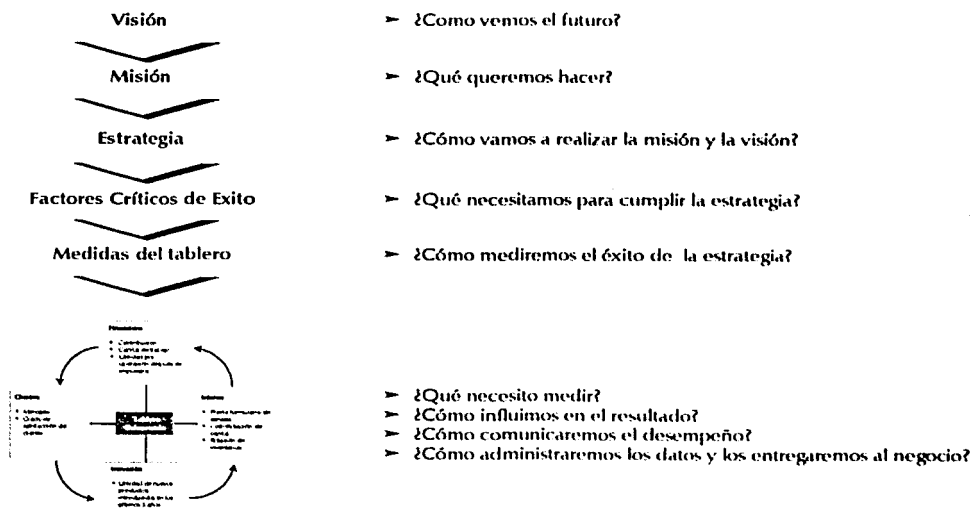 Visión
➢ ¿Como vemos el futuro?
Misión
➢ ¿Qué queremos hacer?
Estrategia
➢ ¿Cómo vamos a realizar la misión y la visión?
Factores Críticos de Exito
➢ ¿Qué necesitamos para cumplir la estrategia?
Medidas del tablero
➢ ¿Cómo mediremos el éxito de la estrategia?
➢ ¿Qué necesito medir?
➢ ¿Cómo influimos en el resultado?
➢ ¿Cómo comunicaremos el desempeño?
➢ ¿Cómo administraremos los datos y los entregaremos al negocio?